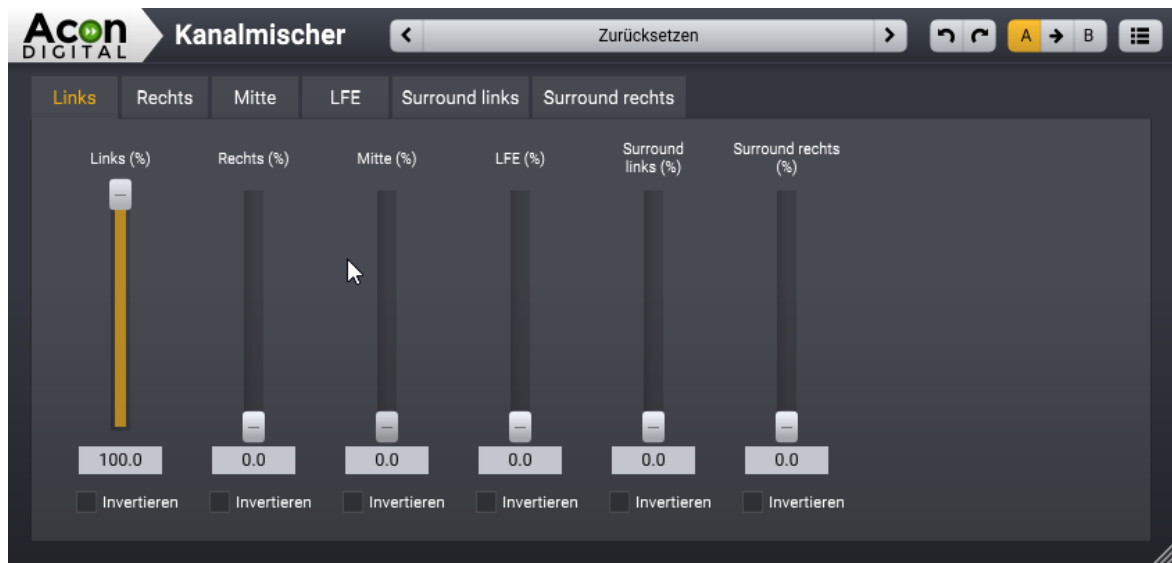 Acon DIGITAL Kanalmischer Zurücksetzen A B
Links Rechts Mitte LFE Surround links Surround rechts
Links (%) Rechts (%) Mitte (%) LFE (%) Surround links (%) Surround rechts (%)
100.0 0.0 0.0 0.0 0.0 0.0
Invertieren Invertieren Invertieren Invertieren Invertieren Invertieren